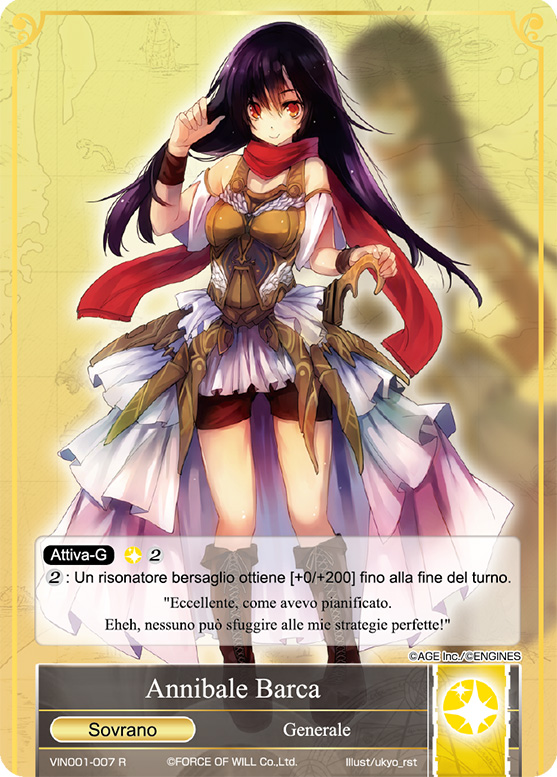 Attiva-G 2
2 : Un risonatore bersaglio ottiene [+0/+200] fino alla fine del turno.
"Eccellente, come avevo pianificato.
Eheh, nessuno può sfuggire alle mie strategie perfette!"
©AGE Inc./©ENGINES
Annibale Barca
Sovrano Generale
VIN001-007 R ©FORCE OF WILL Co.,Ltd. Illust/ukyo_rst